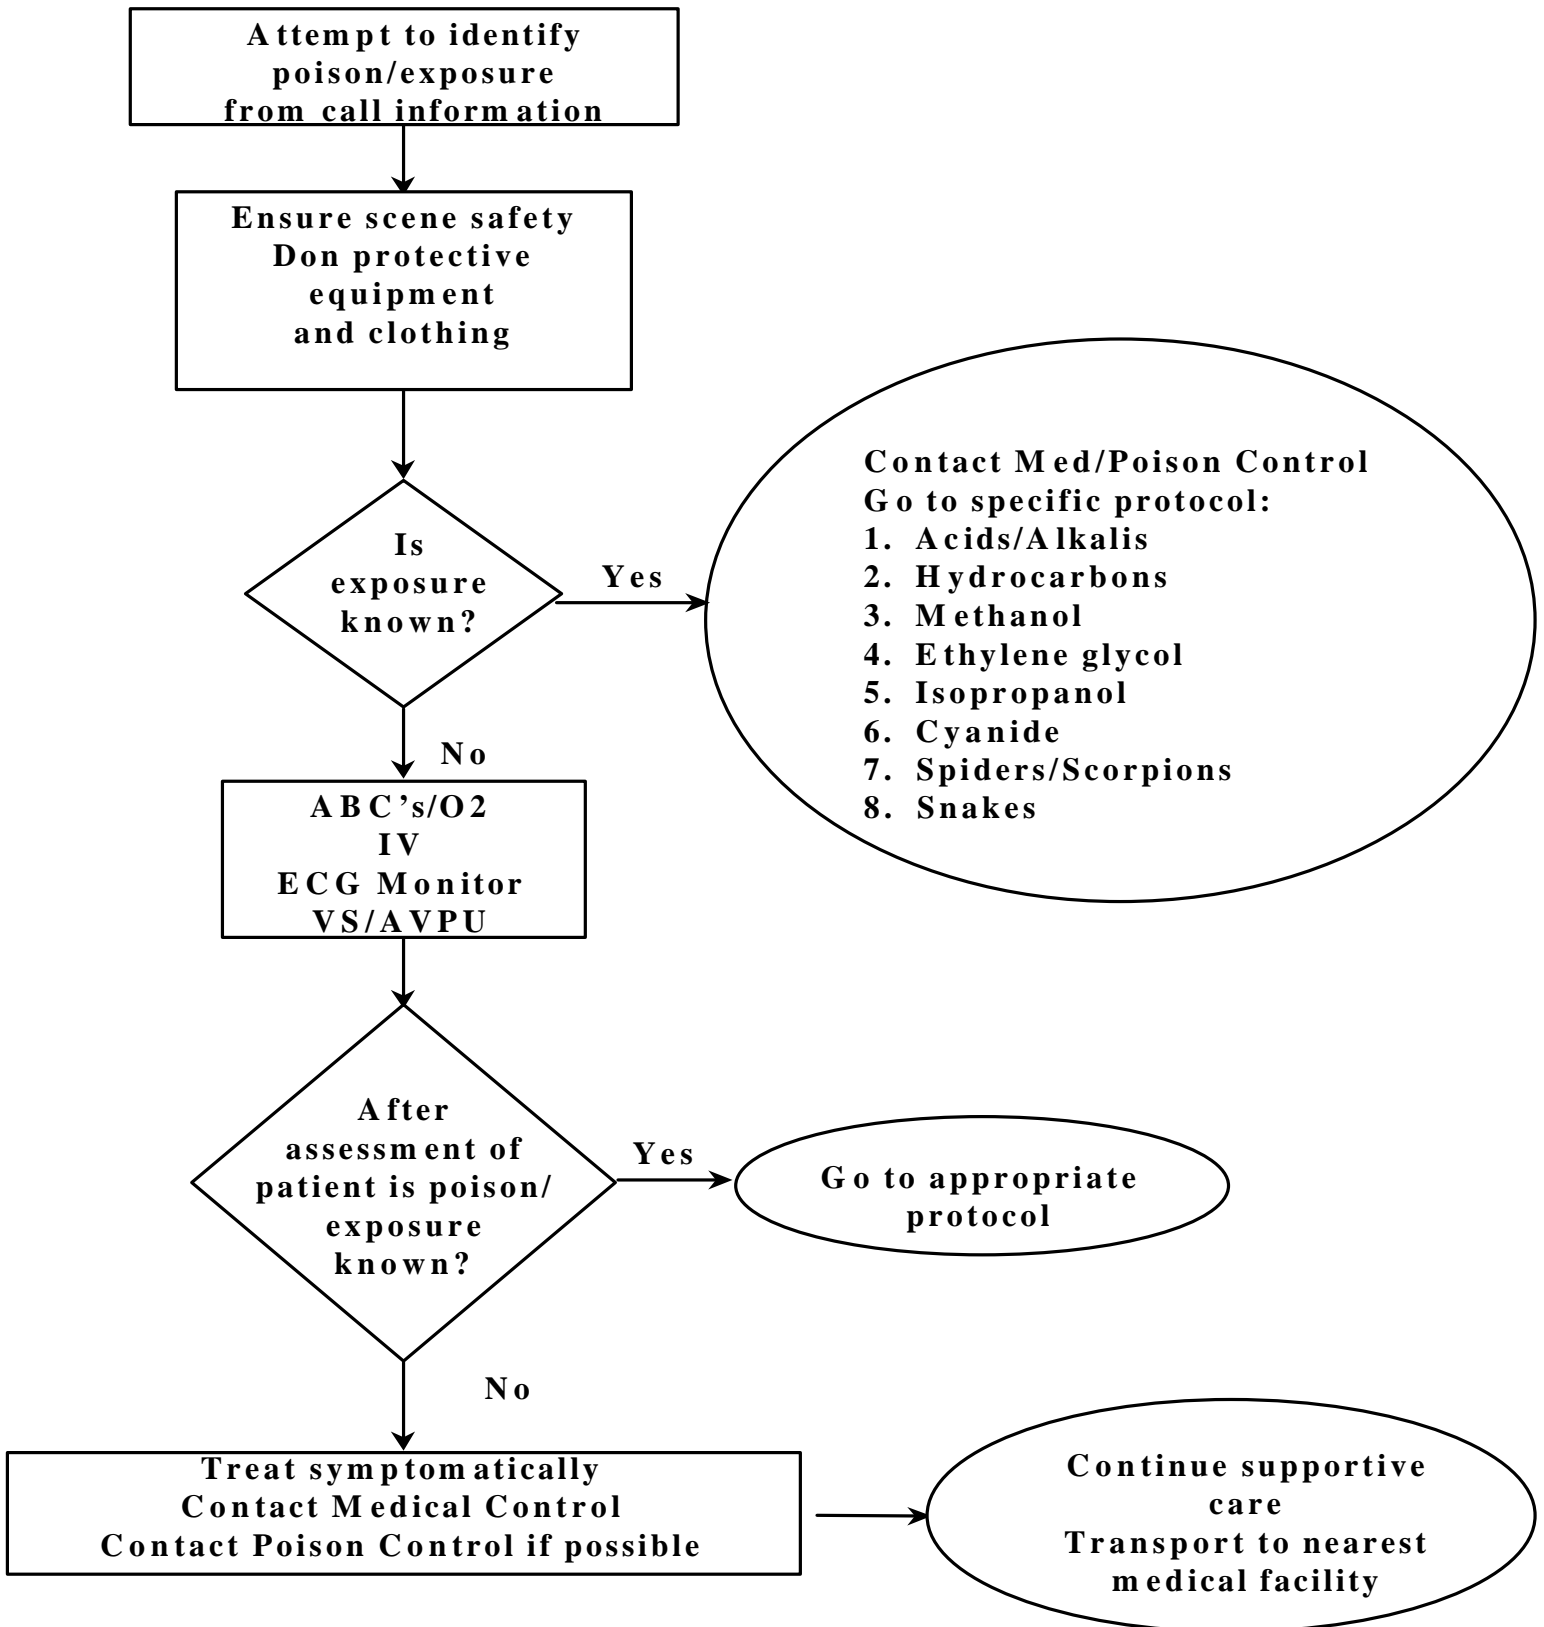 Attempt to identify
poison/exposure
from call information
Ensure scene safety
Don protective
equipment
and clothing
Is
exposure
known?
Yes
Contact Med/Poison Control
Go to specific protocol:
1. Acids/Alkalis
2. Hydrocarbons
3. Methanol
4. Ethylene glycol
5. Isopropanol
6. Cyanide
7. Spiders/Scorpions
8. Snakes
No
ABC’s/O2
IV
ECG Monitor
VS/AVPU
After
assessment of
patient is poison/
exposure
known?
Yes
Go to appropriate
protocol
No
Treat symptomatically
Contact Medical Control
Contact Poison Control if possible
Continue supportive
care
Transport to nearest
medical facility